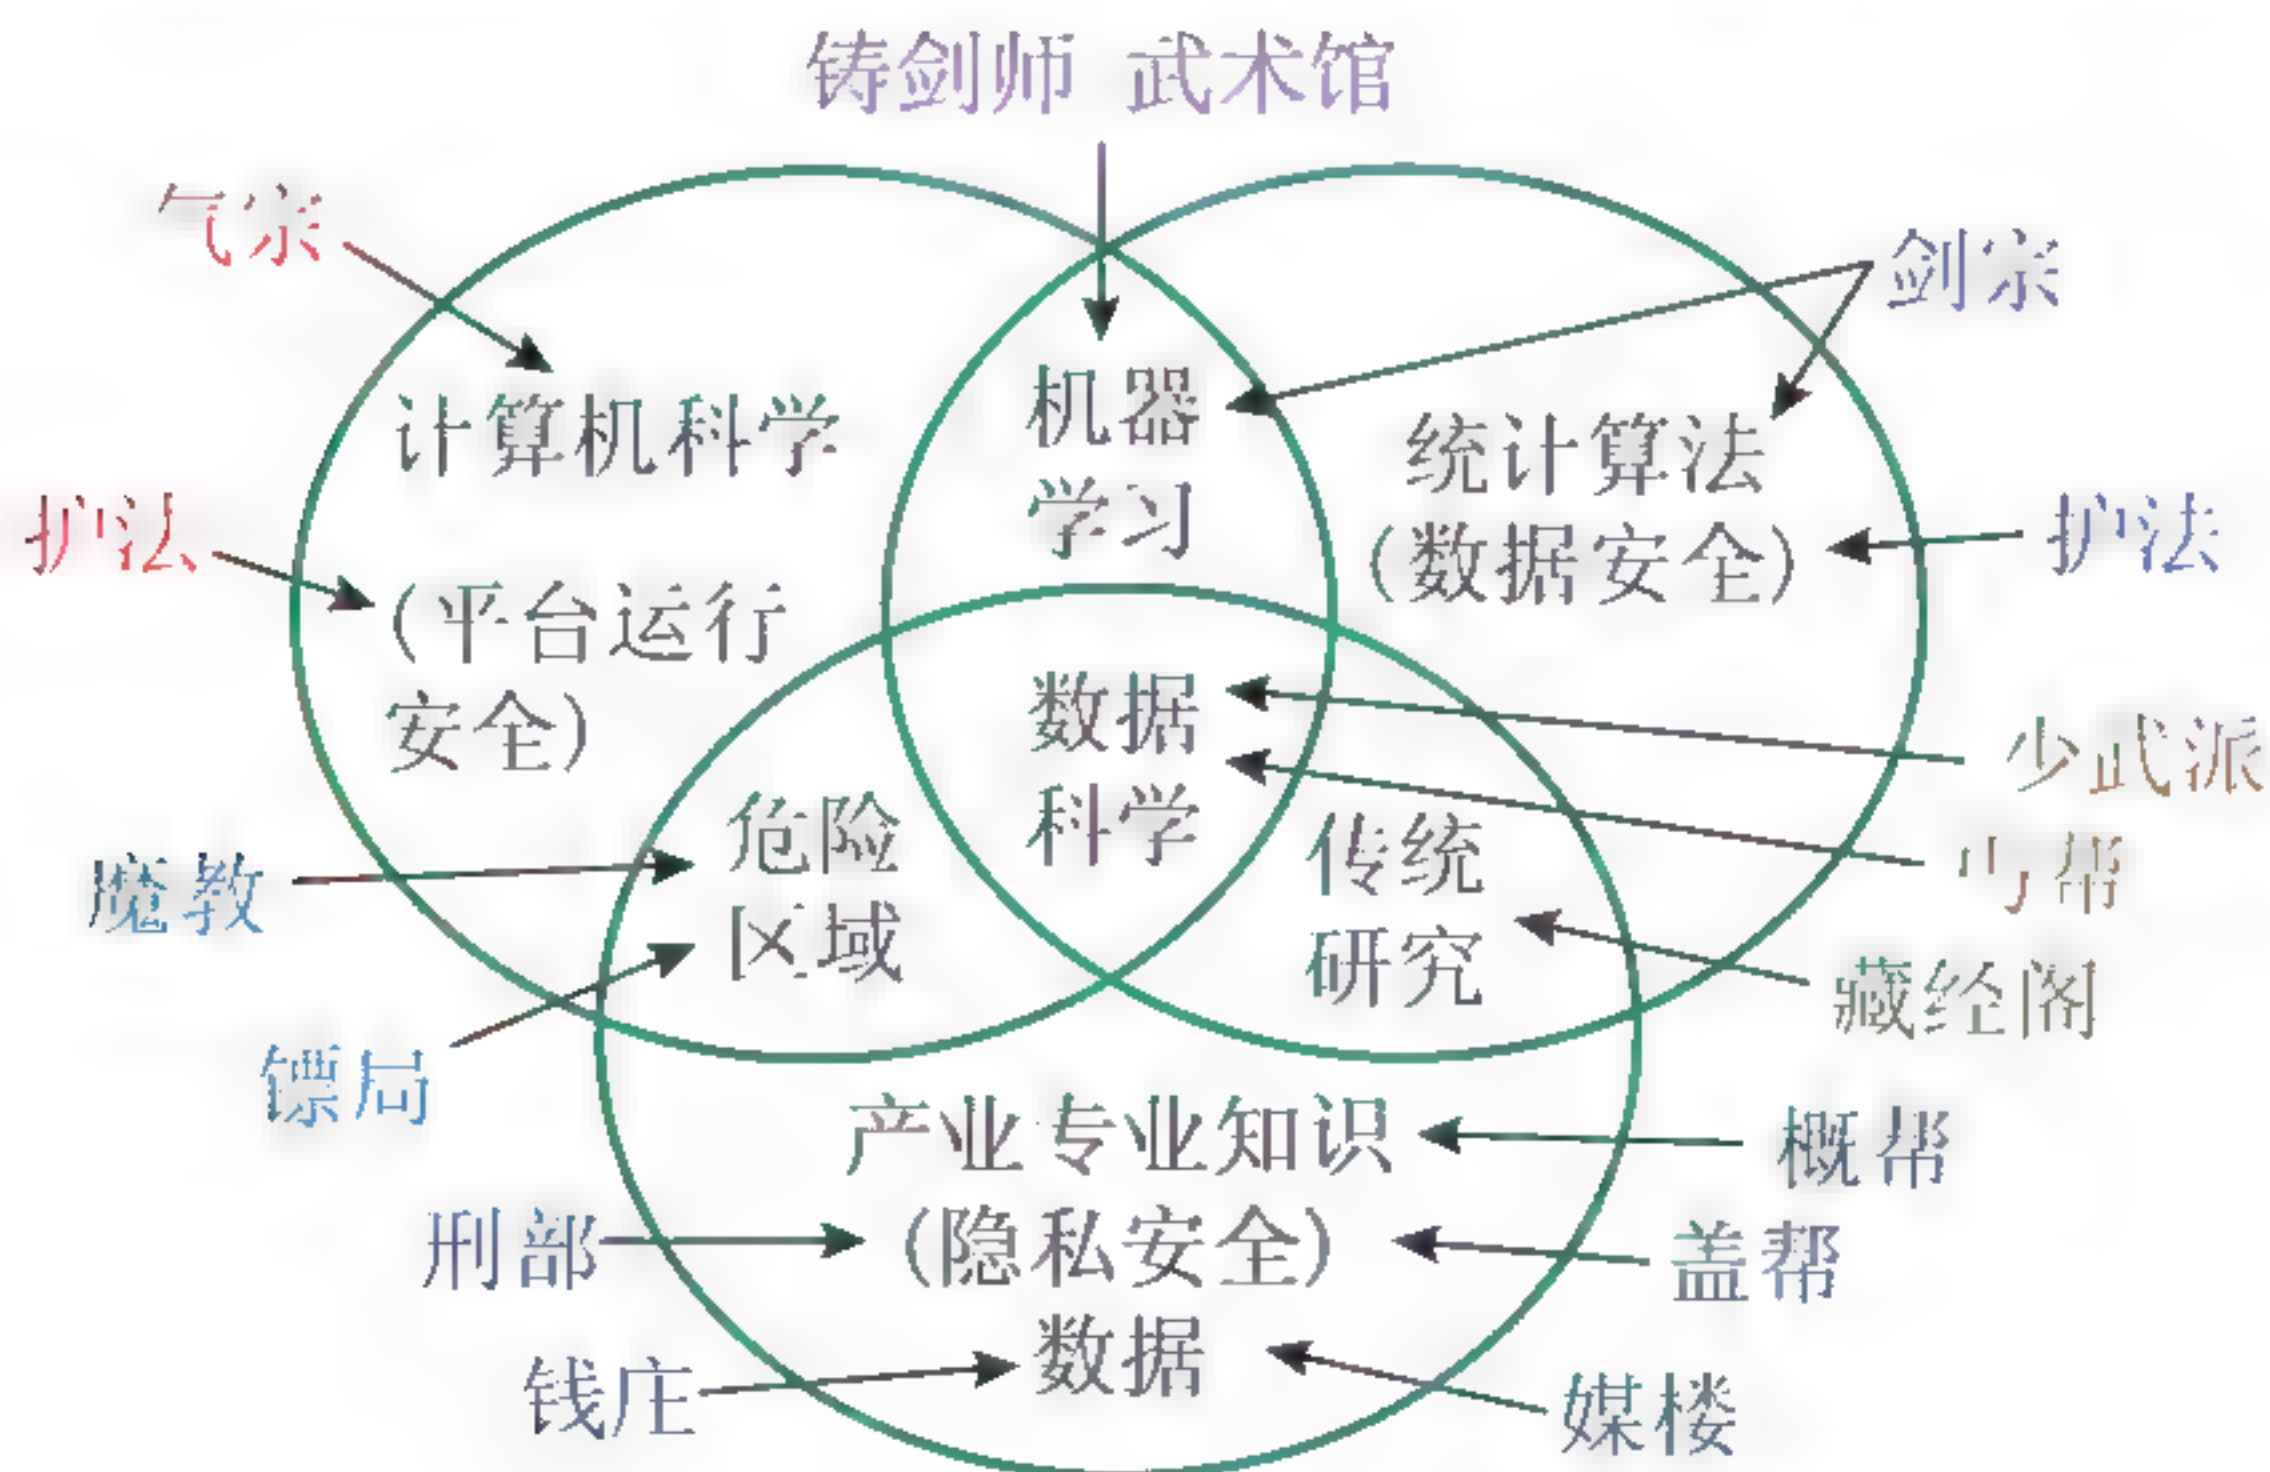 铸剑师 武术馆
气宗
剑宗
计算机科学
机器
学习
统计算法
(数据安全)
护法
护法
(平台运行
安全)
数据
科学
少武派
危险
区域
魔教
传统
研究
丐帮
藏经阁
镖局
产业专业知识
概帮
刑部
(隐私安全)
盖帮
钱庄
数据
媒楼